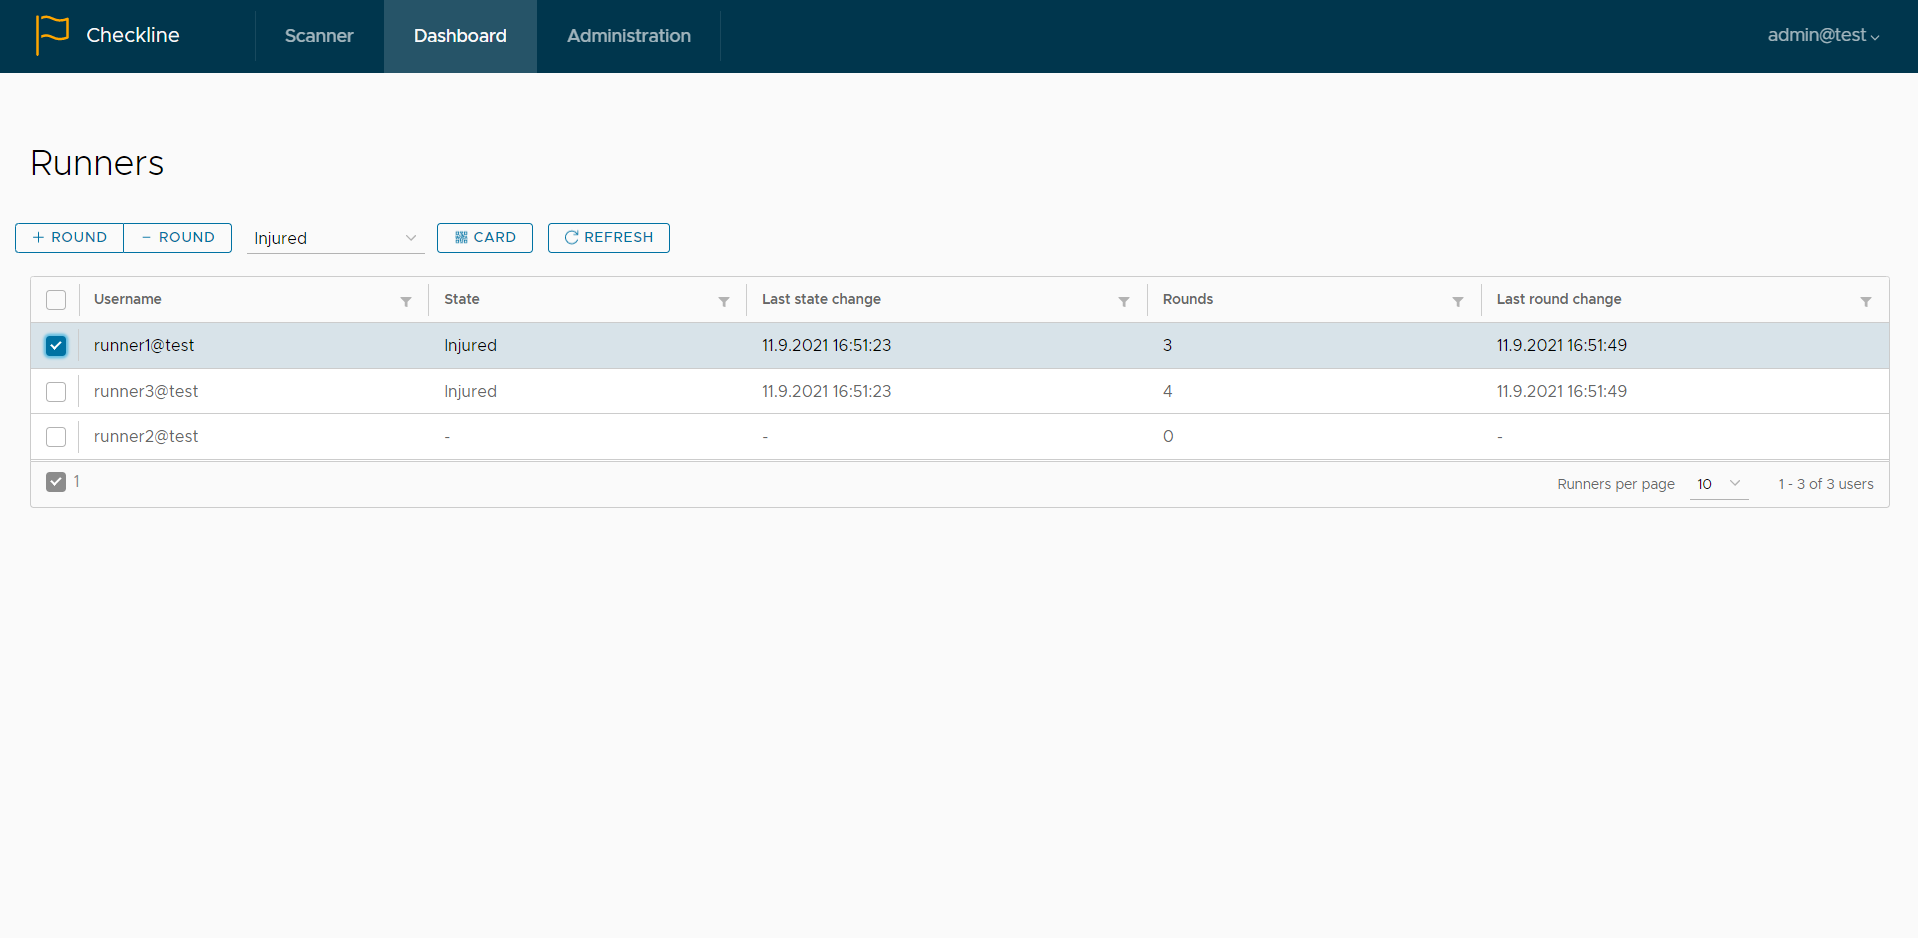 Checkline Scanner Dashboard Administration admin@test
Runners
+ ROUND − ROUND Injured CARD REFRESH
Username State Last state change Rounds Last round change
runner1@test Injured 11.9.2021 16:51:23 3 11.9.2021 16:51:49
runner3@test Injured 11.9.2021 16:51:23 4 11.9.2021 16:51:49
runner2@test - - 0 -
1 Runners per page 10 1 - 3 of 3 users